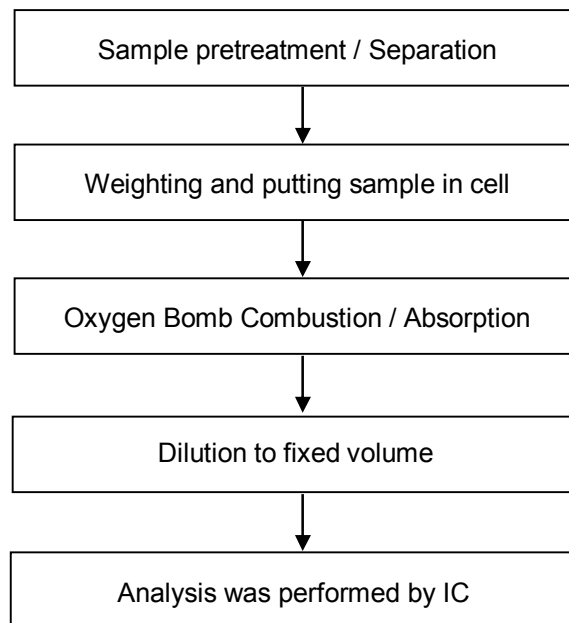 Sample pretreatment / Separation
Weighting and putting sample in cell
Oxygen Bomb Combustion / Absorption
Dilution to fixed volume
Analysis was performed by IC